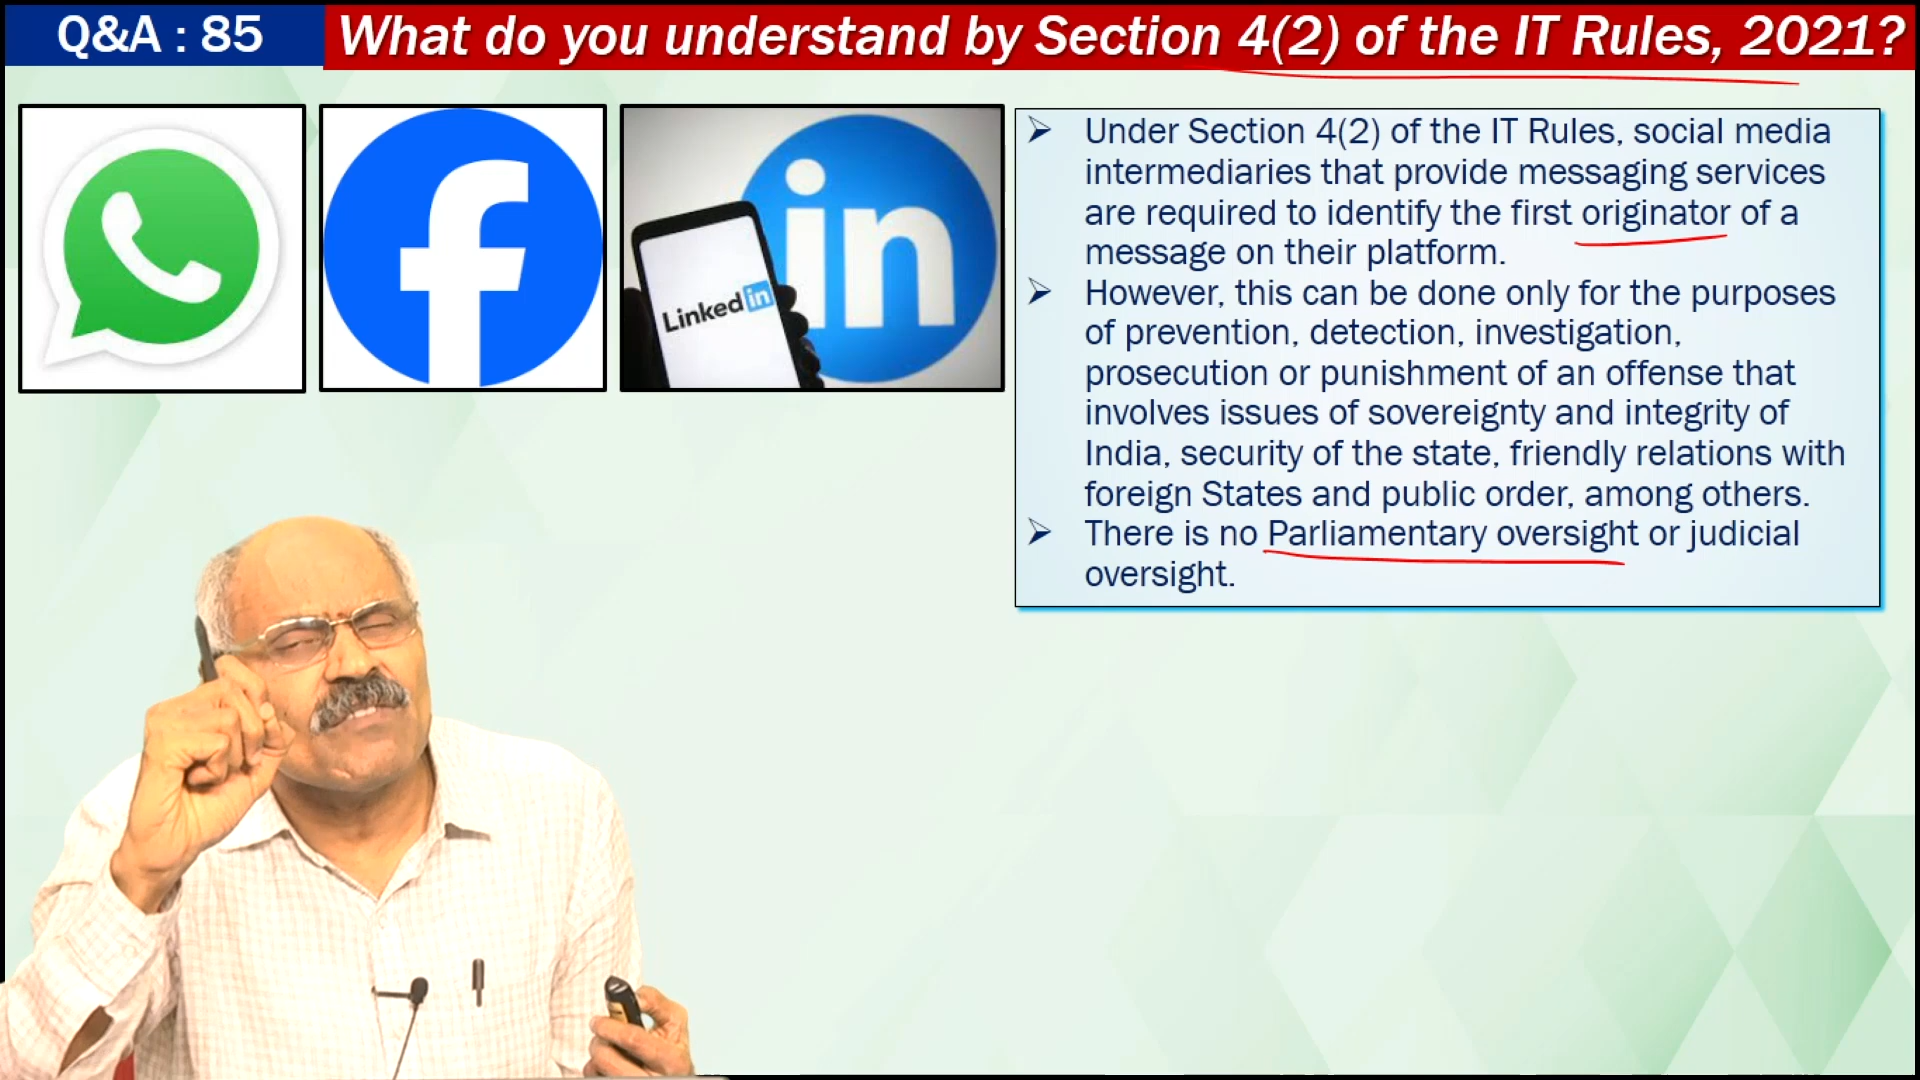 Q&A : 85
What do you understand by Section 4(2) of the IT Rules, 2021?
Linked in
in
➢ Under Section 4(2) of the IT Rules, social media
intermediaries that provide messaging services
are required to identify the first originator of a
message on their platform.
➢ However, this can be done only for the purposes
of prevention, detection, investigation,
prosecution or punishment of an offense that
involves issues of sovereignty and integrity of
India, security of the state, friendly relations with
foreign States and public order, among others.
➢ There is no Parliamentary oversight or judicial
oversight.